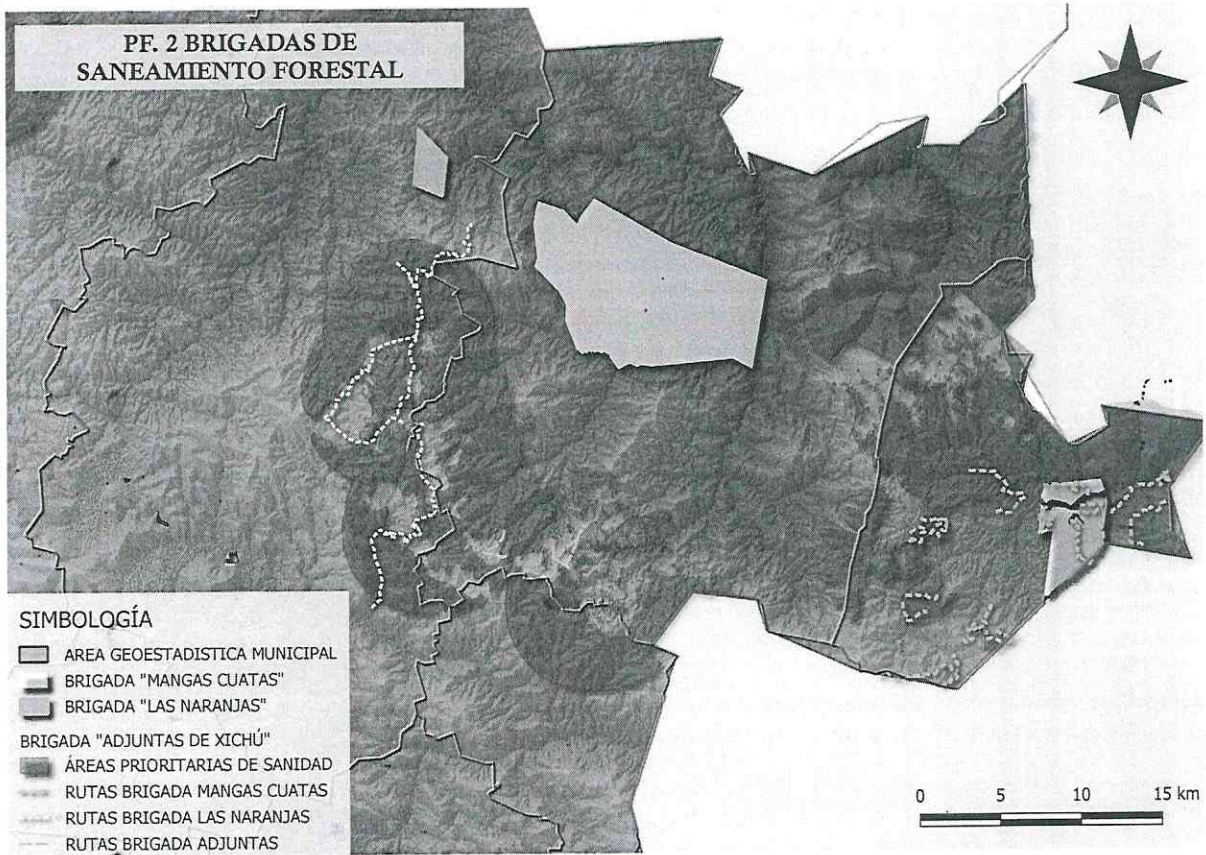 PF. 2 BRIGADAS DE
SANEAMIENTO FORESTAL
SIMBOLOGÍA
AREA GEOESTADISTICA MUNICIPAL
BRIGADA "MANGAS CUATAS"
BRIGADA "LAS NARANJAS"
BRIGADA "ADJUNTAS DE XICHÚ"
ÁREAS PRIORITARIAS DE SANIDAD
RUTAS BRIGADA MANGAS CUATAS
RUTAS BRIGADA LAS NARANJAS
RUTAS BRIGADA ADJUNTAS
0 5 10 15 km